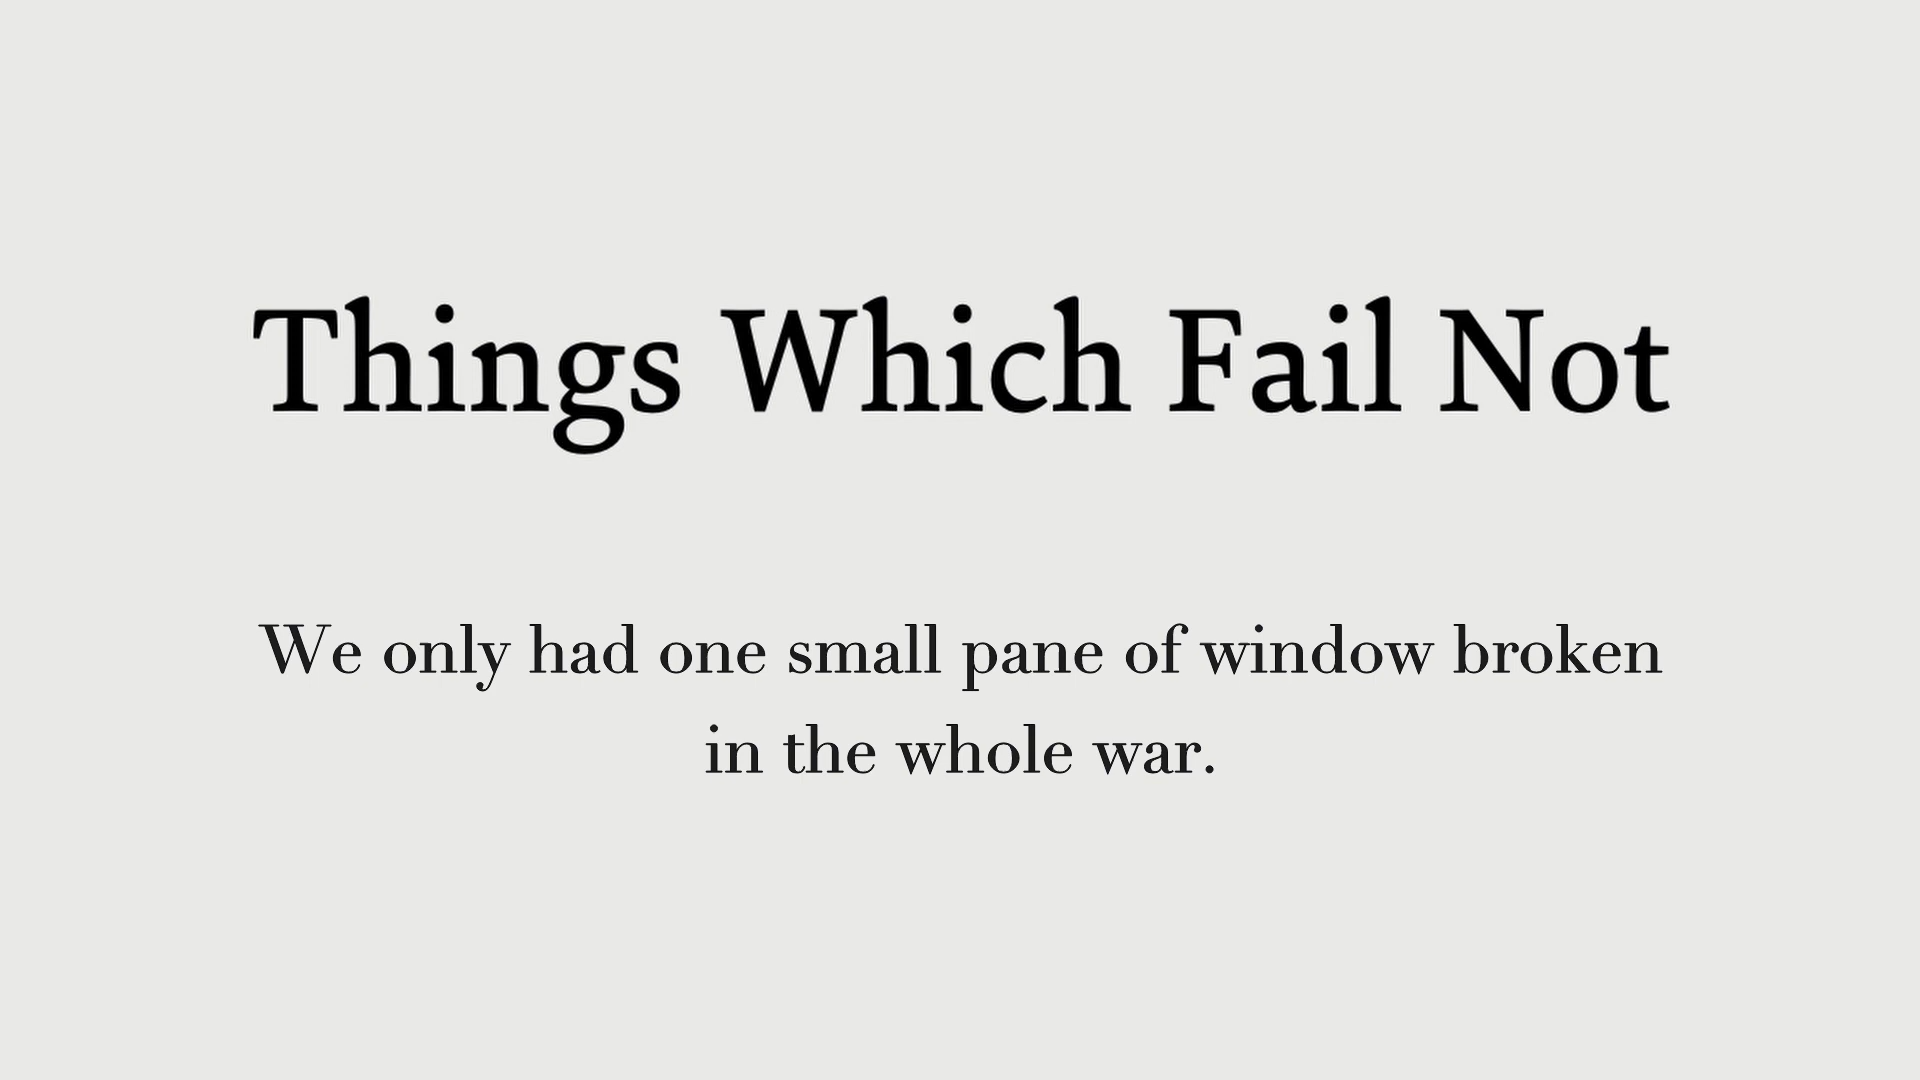 Things Which Fail Not
We only had one small pane of window broken
in the whole war.